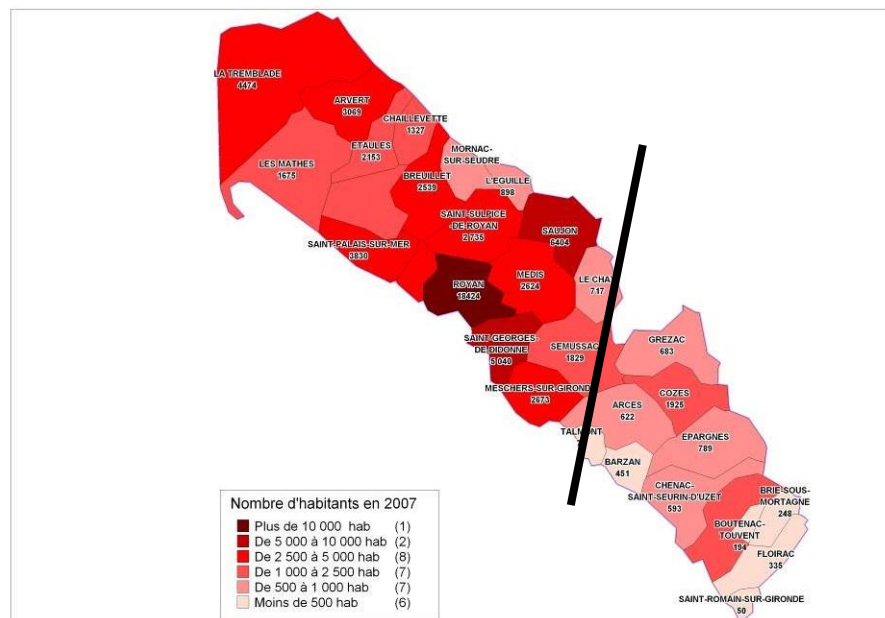 LA TREMBLADE
4474
ARVERT
3069
CHAILLEVETTE
1327
ETAULES
2153
LES MATHES
1675
MORNAC-
SUR-SEUDRE
BREUILLET
2539
L'EGUILLE
898
SAINT-SULPICE
-DE-ROYAN
2 735
SAUJON
6404
SAINT-PALAIS-SUR-MER
3830
ROYAN
18424
MEDIS
2624
LE CHAY
717
SAINT-GEORGES-
DE-DIDONNE
5 040
SEMUSSAC
1829
GREZAC
683
MESCHERS-SUR-GIRONDE
2673
COZES
1925
ARCES
622
TALMONT
EPARGNES
789
BARZAN
451
CHENAC-
SAINT-SEURIN-D'UZET
593
BRIE-SOUS-
MORTAGNE
248
BOUTENAC-
TOUVENT
194
FLOIRAC
335
SAINT-ROMAIN-SUR-GIRONDE
50
Nombre d'habitants en 2007
Plus de 10 000 hab (1)
De 5 000 à 10 000 hab (2)
De 2 500 à 5 000 hab (8)
De 1 000 à 2 500 hab (7)
De 500 à 1 000 hab (7)
Moins de 500 hab (6)